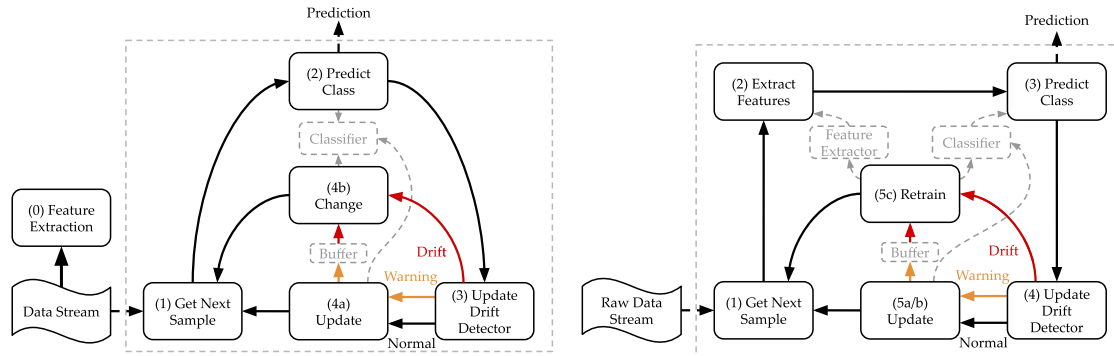 Prediction
(2) Predict
Class
Classifier
(4b)
Change
(0) Feature
Extraction
Drift
Buffer
Warning
Data Stream
(1) Get Next
Sample
(4a)
Update
(3) Update
Drift
Detector
Normal
Prediction
(2) Extract
Features
(3) Predict
Class
Feature
Extractor
Classifier
(5c) Retrain
Drift
Buffer
Warning
Raw Data
Stream
(1) Get Next
Sample
(5a/b)
Update
(4) Update
Drift
Detector
Normal